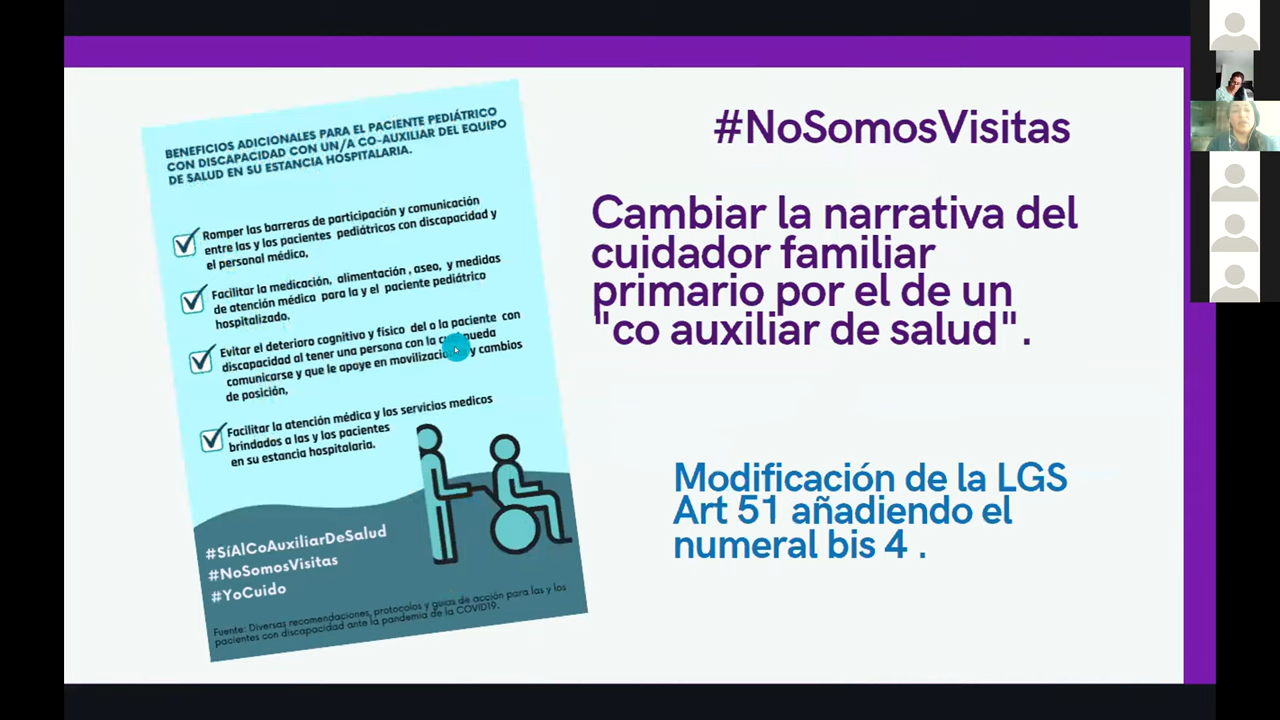 BENEFICIOS ADICIONALES PARA EL PACIENTE PEDIÁTRICO
CON DISCAPACIDAD CON UN/A CO-AUXILIAR DEL EQUIPO
DE SALUD EN SU ESTANCIA HOSPITALARIA.
Romper las barreras de participación y comunicación
entre las y los pacientes pediátricos con discapacidad y
el personal médico,
Facilitar la medicación, alimentación , aseo, y medidas
de atención médica para la y el paciente pediátrico
hospitalizado.
Evitar el deterioro cognitivo y físico del o la paciente con
discapacidad al tener una persona con la
comunicarse y que le apoye en y cambios
de posición,
Facilitar la atención médica y los servicios medicos
brindados a las y los pacientes
en su estancia hospitalaria.
#SíAlCoAuxiliarDeSalud
#NoSomosVisitas
#YoCuido
Fuente: Diversas recomendaciones, protocolos y guias de acción para las y los
pacientes con discapacidad ante la pandemia de la COVID19.
#NoSomosVisitas
Cambiar la narrativa del
cuidador familiar
primario por el de un
"co auxiliar de salud".
Modificación de la LGS
Art 51 añadiendo el
numeral bis 4 .